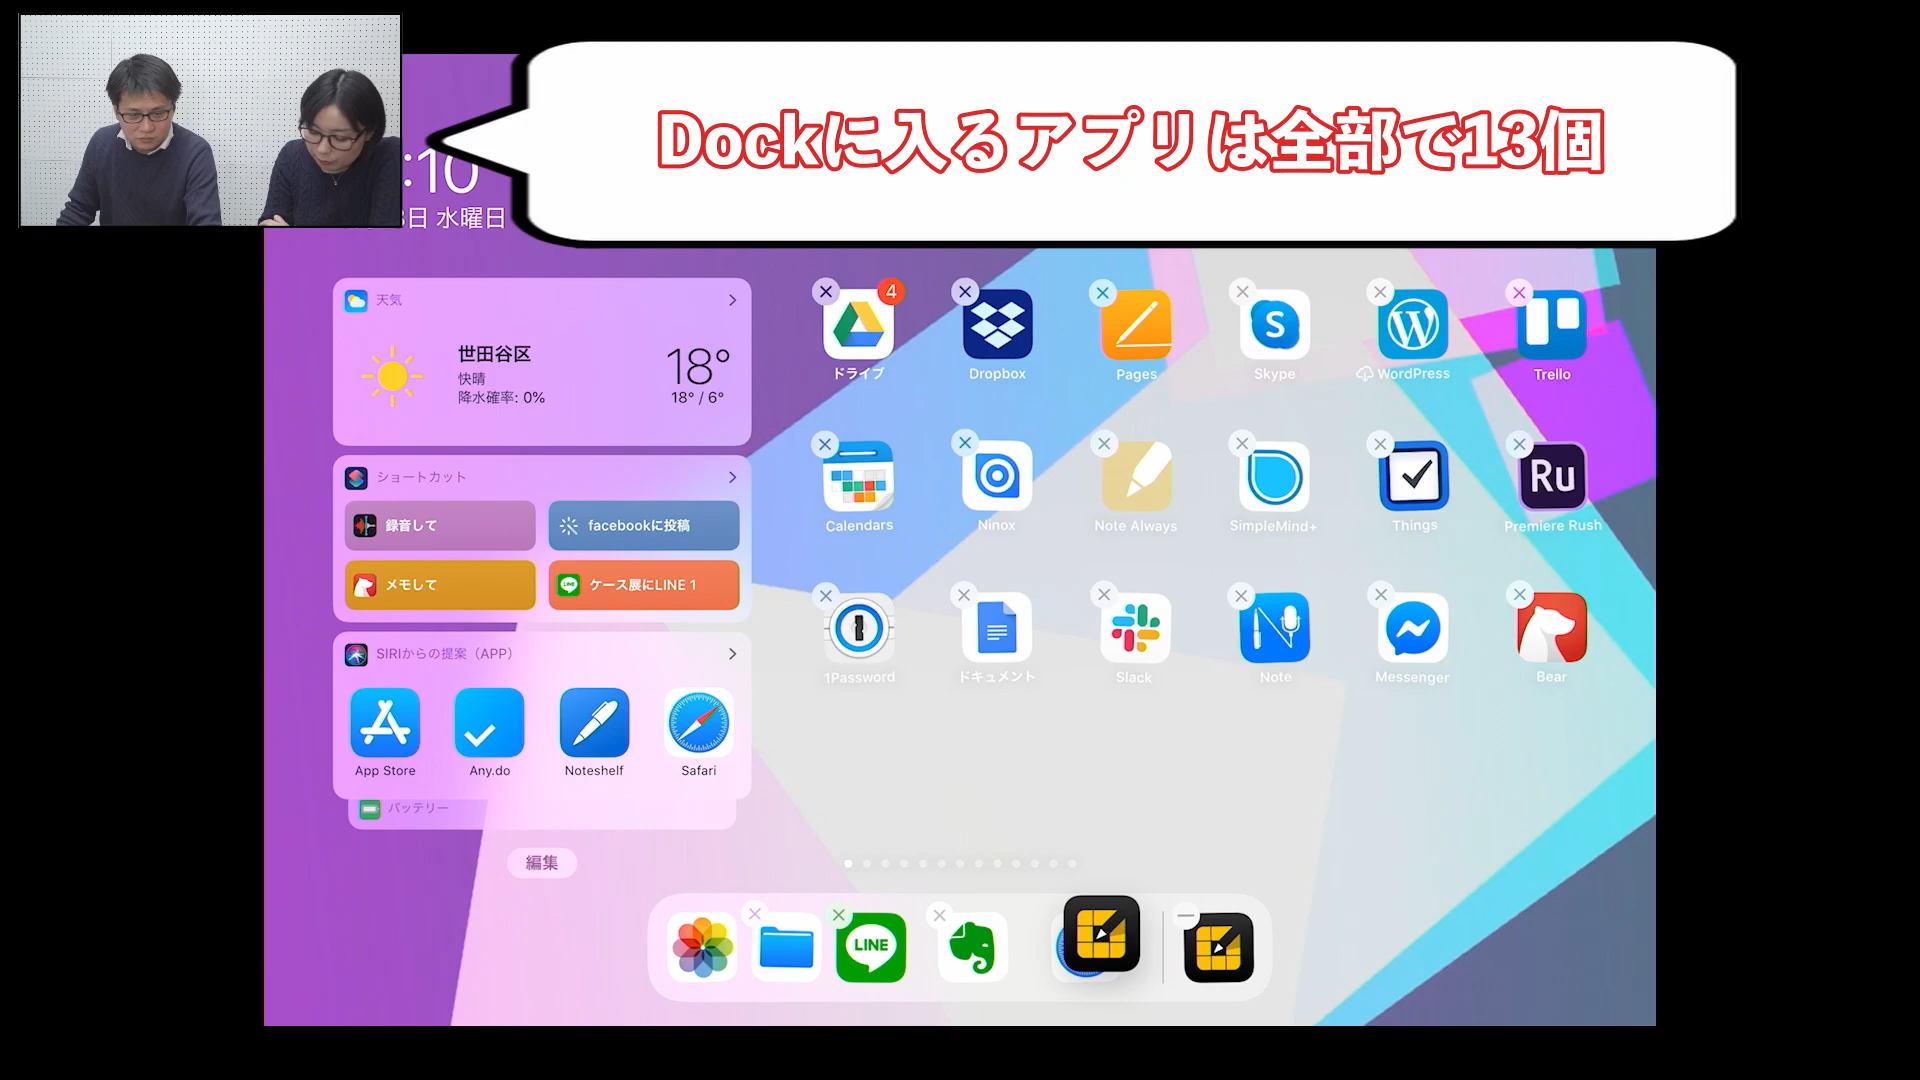 Dockに入るアプリは全部で13個
:10
日 水曜日
天気
世田谷区
快晴
降水確率: 0%
18°
18° / 6°
ショートカット
録音して
facebookに投稿
メモして
ケース展にLINE 1
SIRIからの提案（APP）
App Store
Any.do
Noteshelf
Safari
バッテリー
編集
4
ドライブ
Dropbox
Pages
Skype
WordPress
Trello
Ru
Calendars
Ninox
Note Always
SimpleMind+
Things
Premiere Rush
1Password
ドキュメント
Slack
Note
Messenger
Bear
LINE